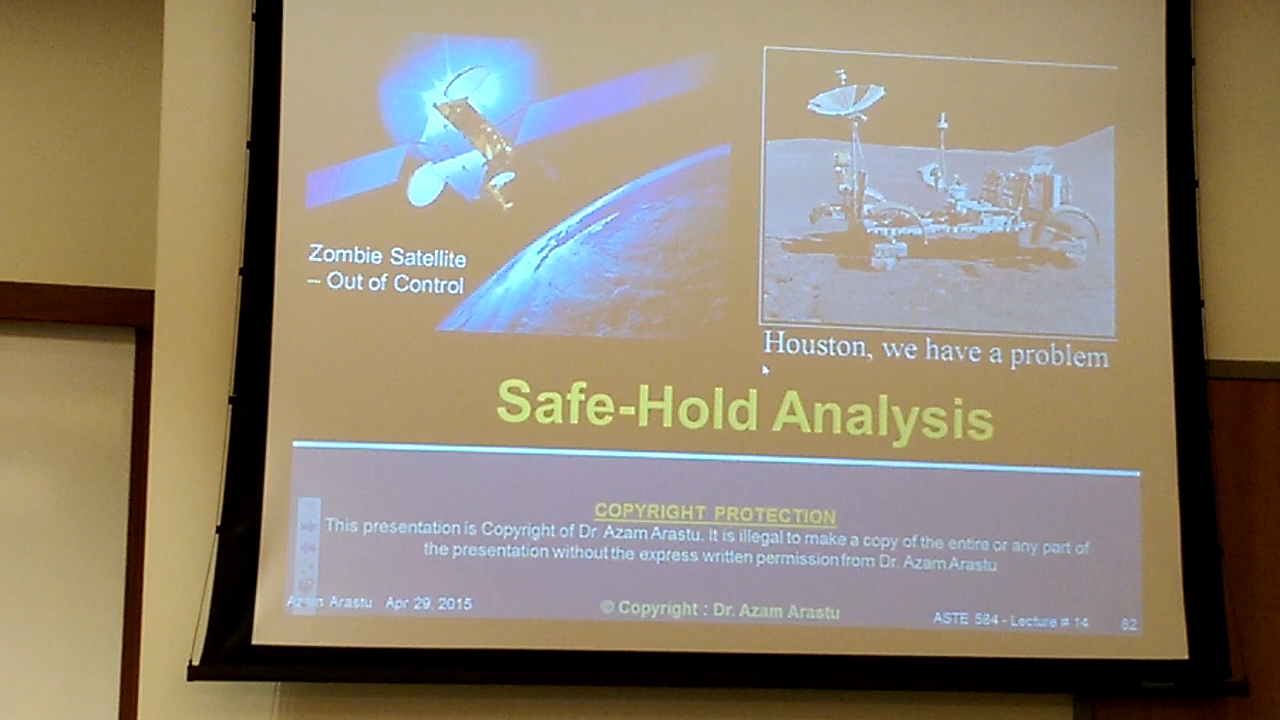 Zombie Satellite
– Out of Control
Houston, we have a problem
Safe-Hold Analysis
COPYRIGHT PROTECTION
This presentation is Copyright of Dr. Azam Arastu. It is illegal to make a copy of the entire or any part of
the presentation without the express written permission from Dr. Azam Arastu
Azam Arastu Apr 29, 2015
© Copyright : Dr. Azam Arastu
ASTE 584 - Lecture # 14
82